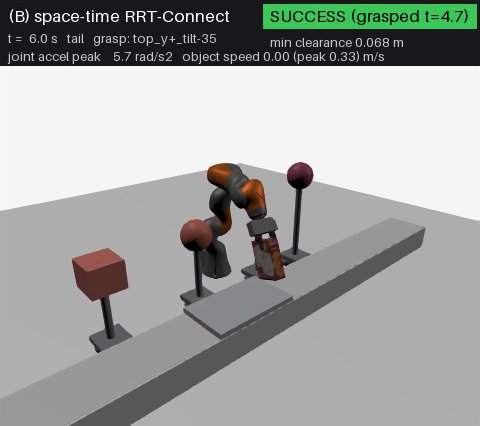 (B) space-time RRT-Connect
SUCCESS (grasped t=4.7)
t =  6.0 s   tail   grasp: top_y+_tilt-35
min clearance 0.068 m
joint accel peak    5.7 rad/s2   object speed 0.00 (peak 0.33) m/s